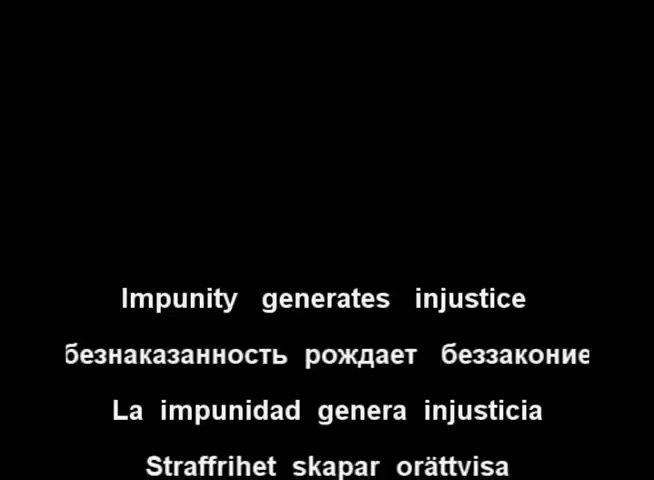 Impunity generates injustice
безнаказанность рождает беззаконие
La impunidad genera injusticia
Straffrihet skapar orättvisa